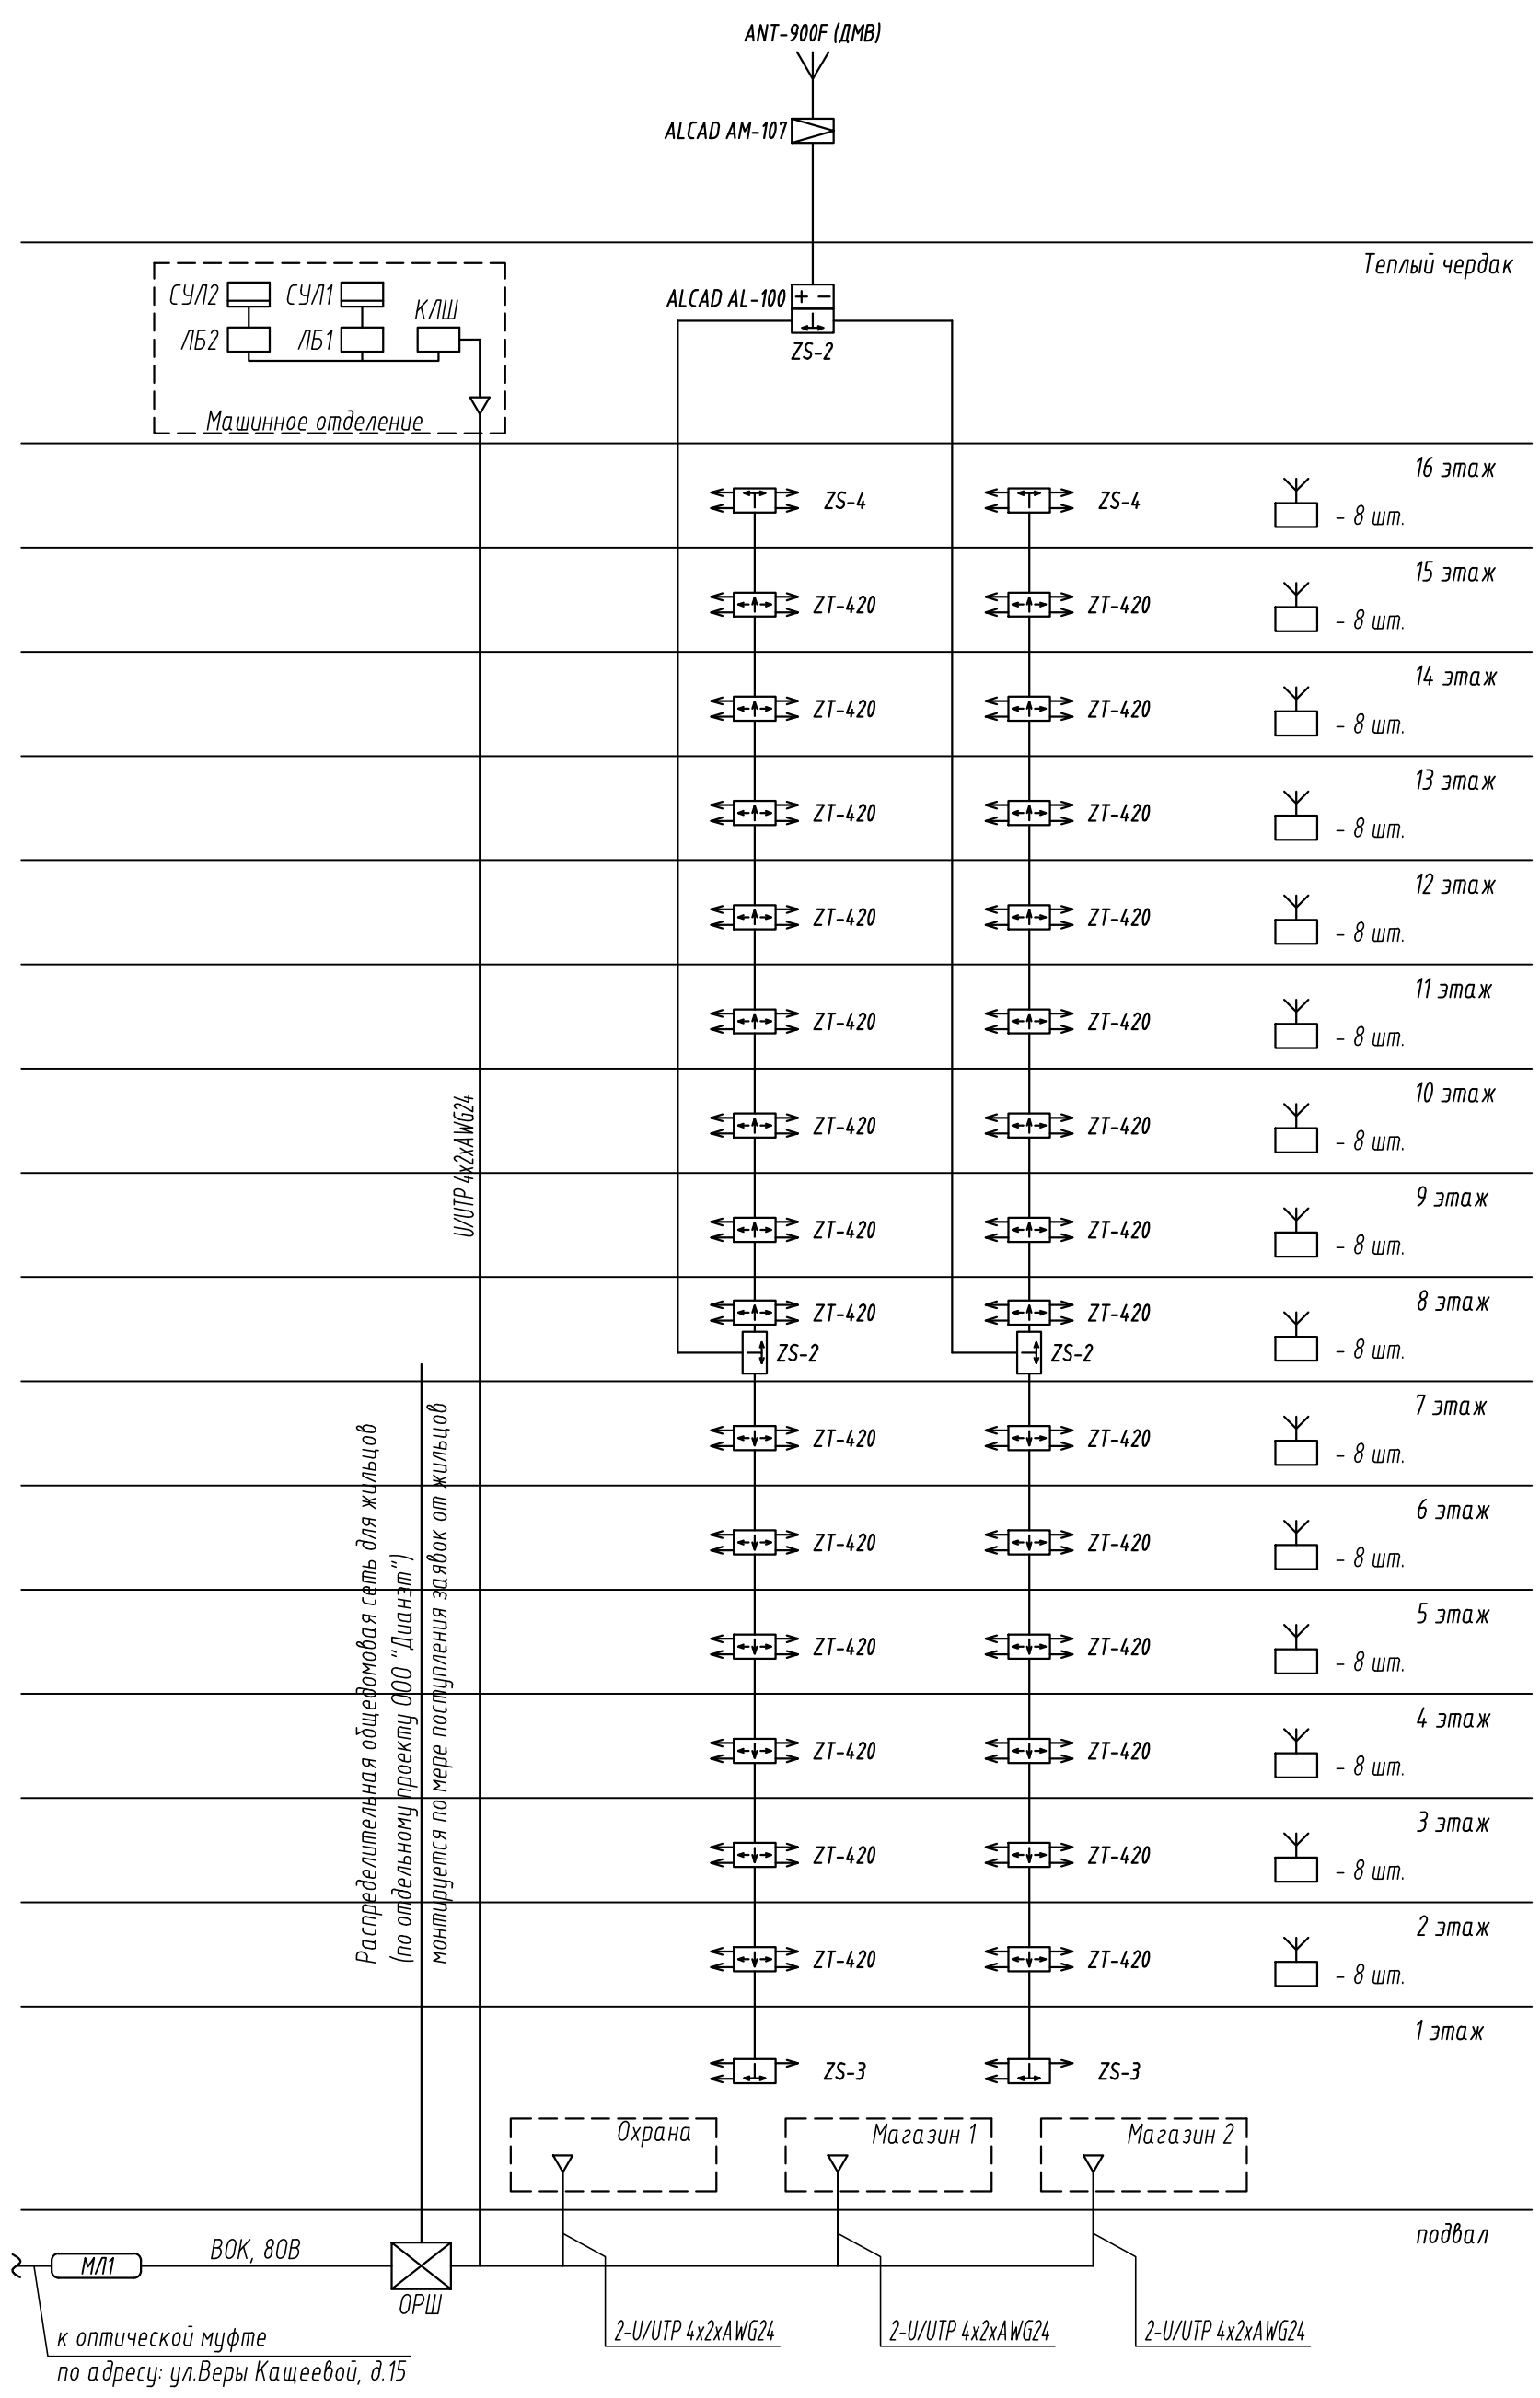 ANT-900F (ДМВ)
ALCAD AM-107
Теплый чердак
СУЛ2
СУЛ1
КЛШ
ALCAD AL-100
ЛБ2
ЛБ1
ZS-2
Машинное отделение
16 этаж
ZS-4
ZS-4
- 8 шт.
15 этаж
ZT-420
ZT-420
- 8 шт.
14 этаж
ZT-420
ZT-420
- 8 шт.
13 этаж
ZT-420
ZT-420
- 8 шт.
12 этаж
ZT-420
ZT-420
- 8 шт.
11 этаж
ZT-420
ZT-420
- 8 шт.
10 этаж
ZT-420
ZT-420
- 8 шт.
U/UTP 4x2xAWG24
9 этаж
ZT-420
ZT-420
- 8 шт.
8 этаж
ZT-420
ZT-420
ZS-2
ZS-2
- 8 шт.
7 этаж
ZT-420
ZT-420
- 8 шт.
6 этаж
ZT-420
ZT-420
- 8 шт.
5 этаж
ZT-420
ZT-420
- 8 шт.
4 этаж
ZT-420
ZT-420
- 8 шт.
3 этаж
ZT-420
ZT-420
- 8 шт.
2 этаж
ZT-420
ZT-420
- 8 шт.
Распределительная общедомовая сеть для жильцов
(по отдельному проекту ООО "Дианэт")
монтируется по мере поступления заявок от жильцов
1 этаж
ZS-3
ZS-3
Охрана
Магазин 1
Магазин 2
подвал
МЛ1
ВОК, 8ОВ
ОРШ
2-U/UTP 4x2xAWG24
2-U/UTP 4x2xAWG24
2-U/UTP 4x2xAWG24
к оптической муфте
по адресу: ул.Веры Кащеевой, д.15